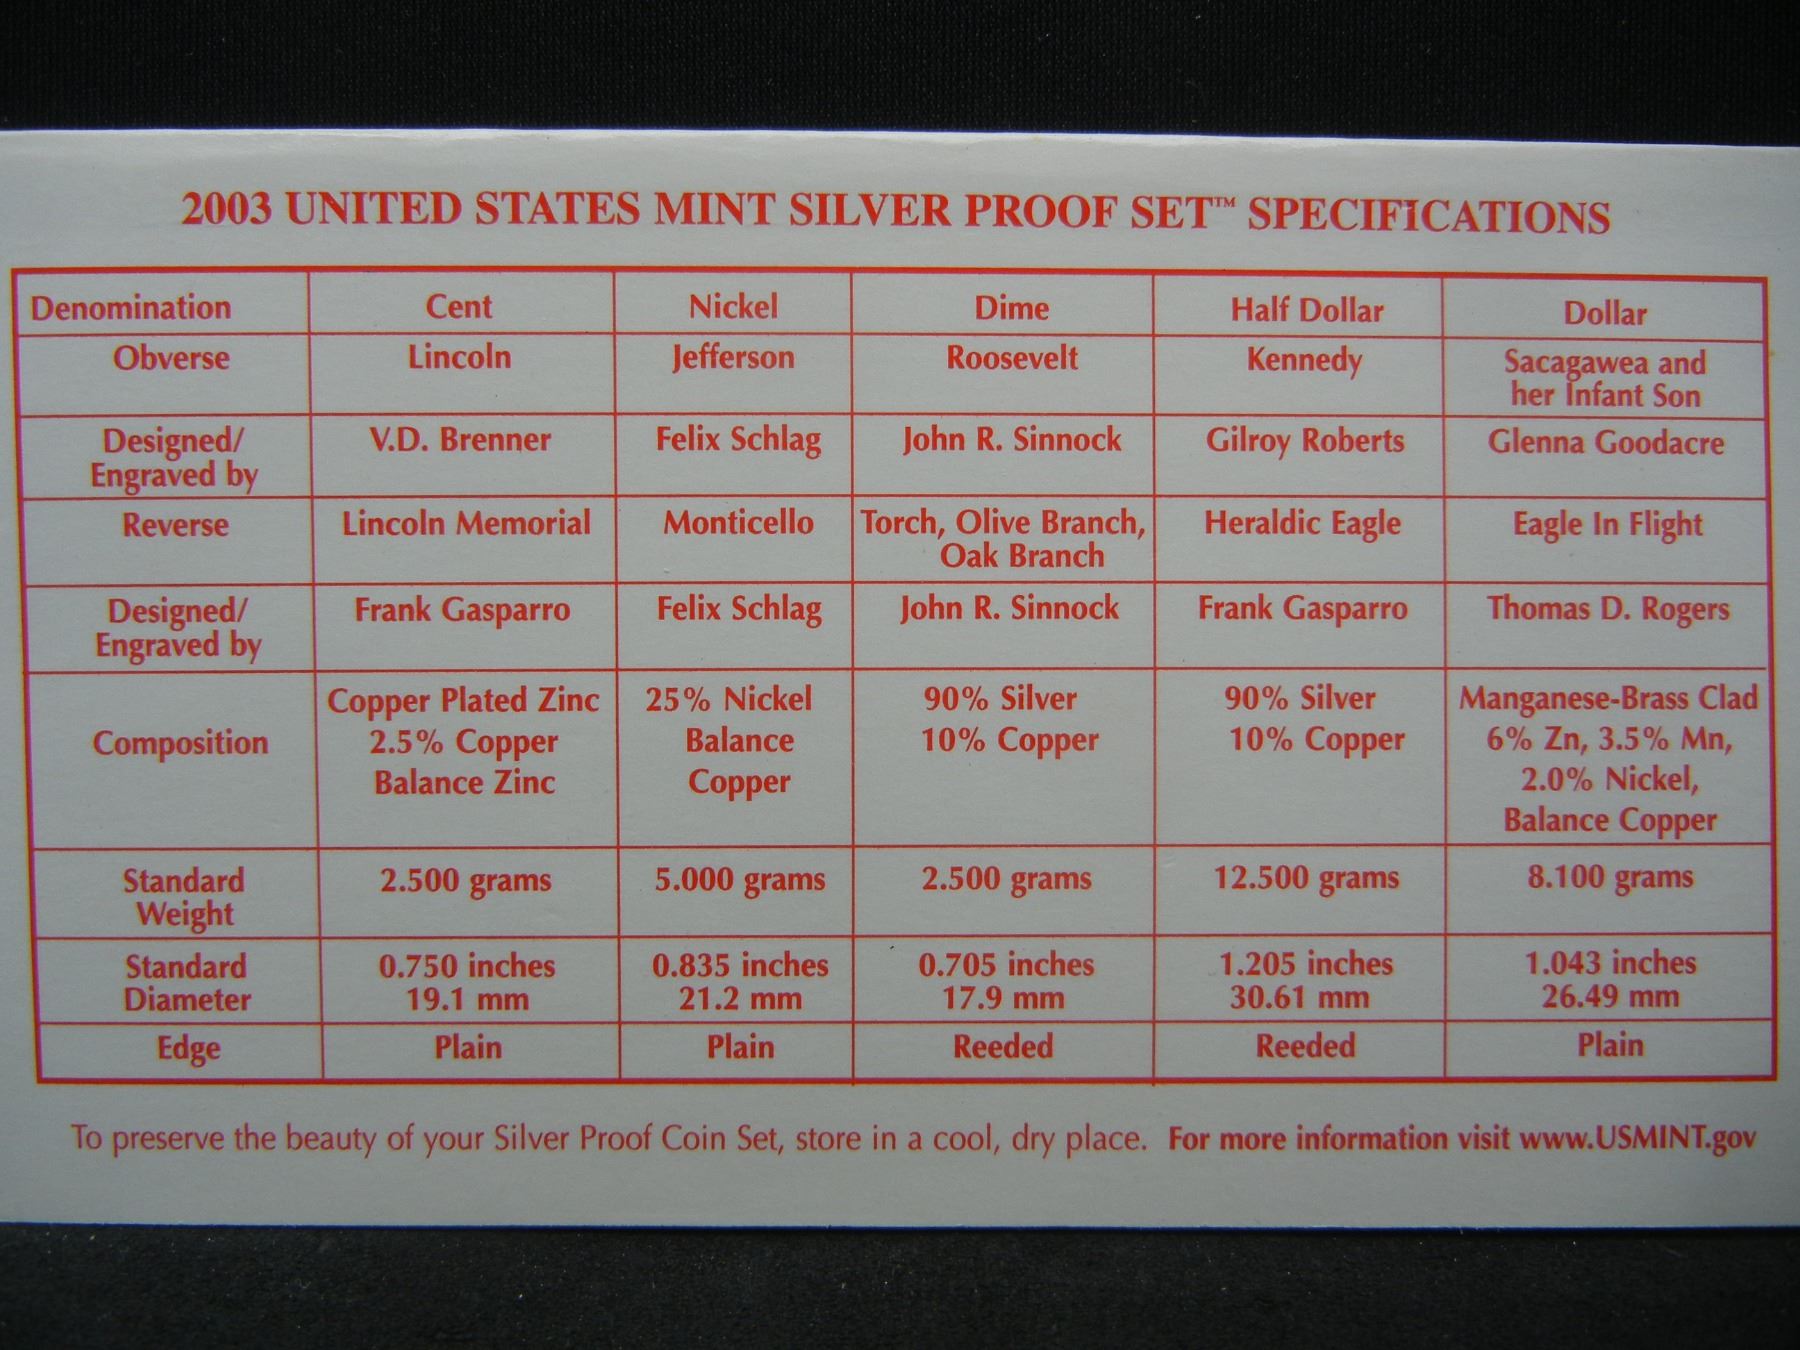 2003 UNITED STATES MINT SILVER PROOF SET™ SPECIFICATIONS
Denomination Cent Nickel Dime Half Dollar Dollar
Obverse Lincoln Jefferson Roosevelt Kennedy Sacagawea and
her Infant Son
Designed/ V.D. Brenner Felix Schlag John R. Sinnock Gilroy Roberts Glenna Goodacre
Engraved by
Reverse Lincoln Memorial Monticello Torch, Olive Branch, Heraldic Eagle Eagle In Flight
Oak Branch
Designed/ Frank Gasparro Felix Schlag John R. Sinnock Frank Gasparro Thomas D. Rogers
Engraved by
Copper Plated Zinc 25% Nickel 90% Silver 90% Silver Manganese-Brass Clad
Composition 2.5% Copper Balance 10% Copper 10% Copper 6% Zn, 3.5% Mn,
Balance Zinc Copper 2.0% Nickel,
Balance Copper
Standard 2.500 grams 5.000 grams 2.500 grams 12.500 grams 8.100 grams
Weight
Standard 0.750 inches 0.835 inches 0.705 inches 1.205 inches 1.043 inches
Diameter 19.1 mm 21.2 mm 17.9 mm 30.61 mm 26.49 mm
Edge Plain Plain Reeded Reeded Plain
To preserve the beauty of your Silver Proof Coin Set, store in a cool, dry place. For more information visit www.USMINT.gov